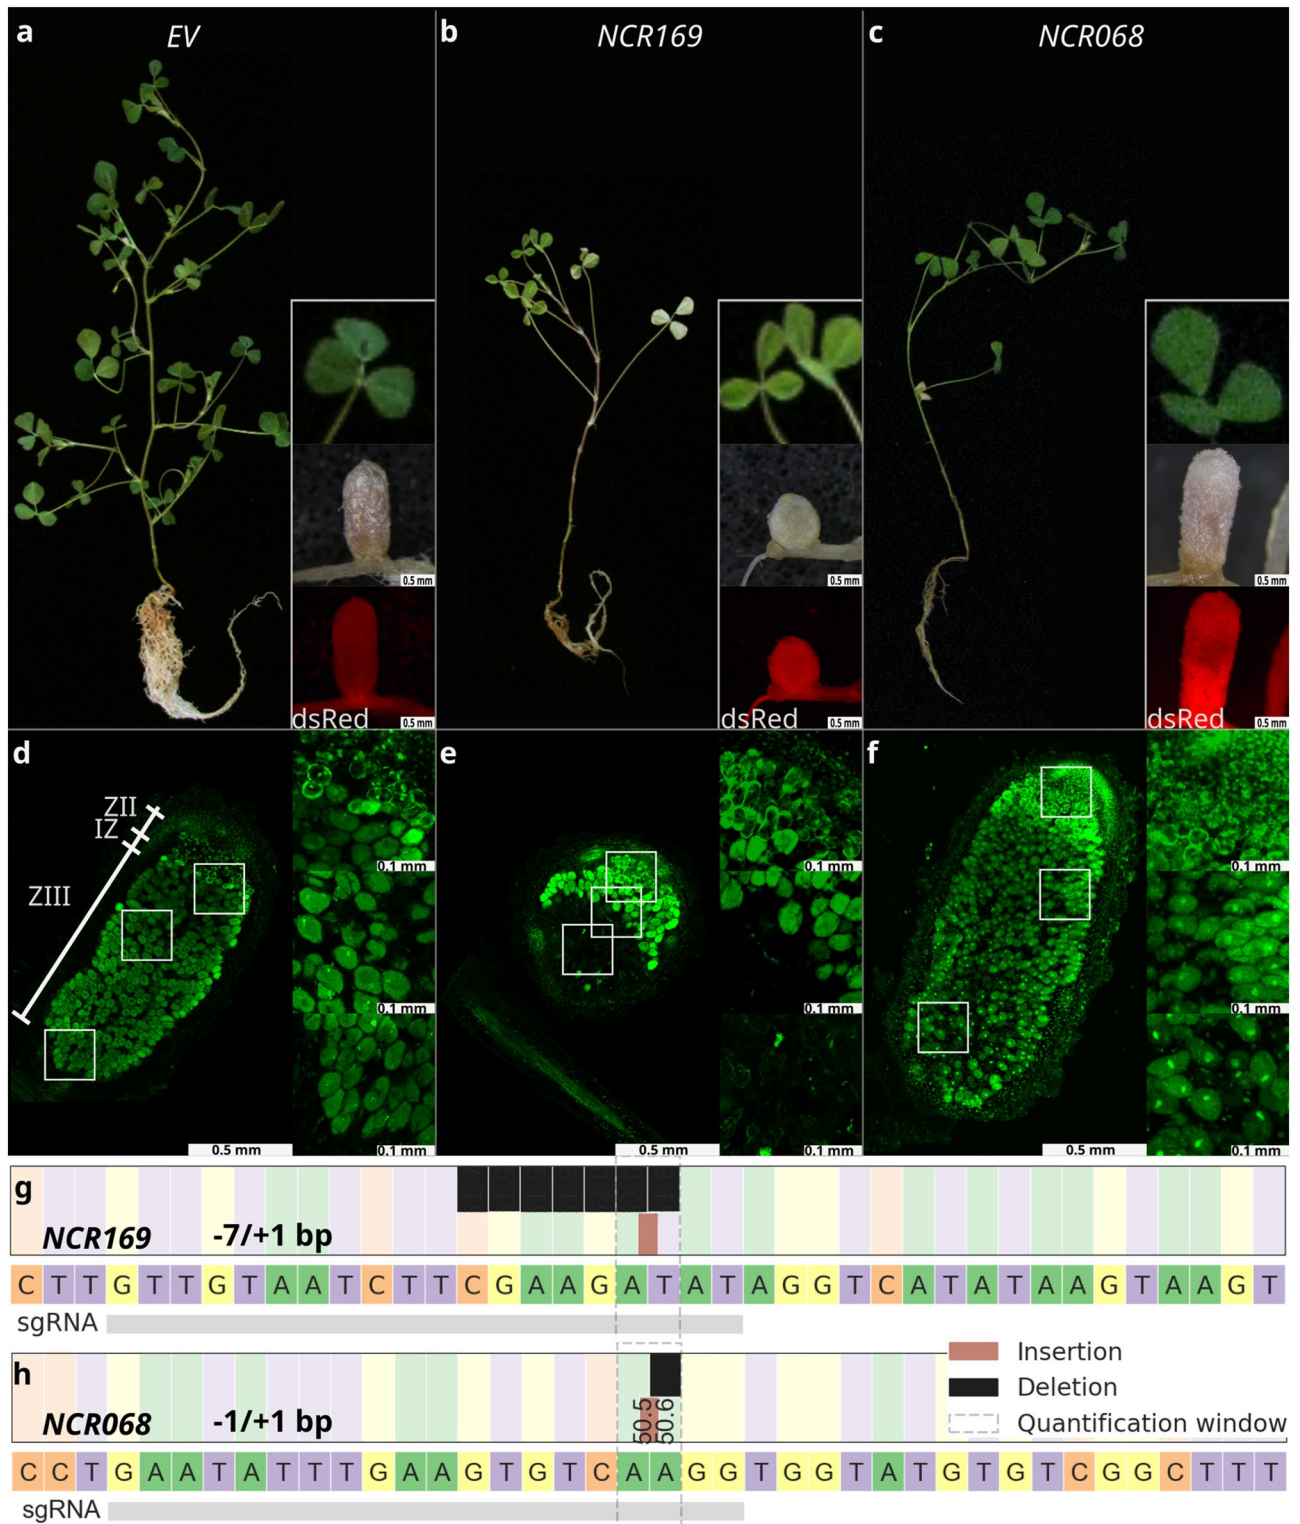 a EV
b NCR169
c NCR068
0.5 mm
dsRed 0.5 mm
0.5 mm
dsRed 0.5 mm
0.5 mm
dsRed 0.5 mm
d
ZII
IZ
ZIII
0.1 mm
0.1 mm
0.5 mm
0.1 mm
e
0.1 mm
0.1 mm
0.5 mm
0.1 mm
f
0.1 mm
0.1 mm
0.5 mm
0.1 mm
g
NCR169 -7/+1 bp
C T T G T T G T A A T C T T C G A A G A T A T A G G T C A T A T A A G T A A G T
sgRNA
h
NCR068 -1/+1 bp
50.5
50.6
Insertion
Deletion
Quantification window
C C T G A A T A T T T G A A G T G T C A A G G T G G T A T G T G T C G G C T T T
sgRNA